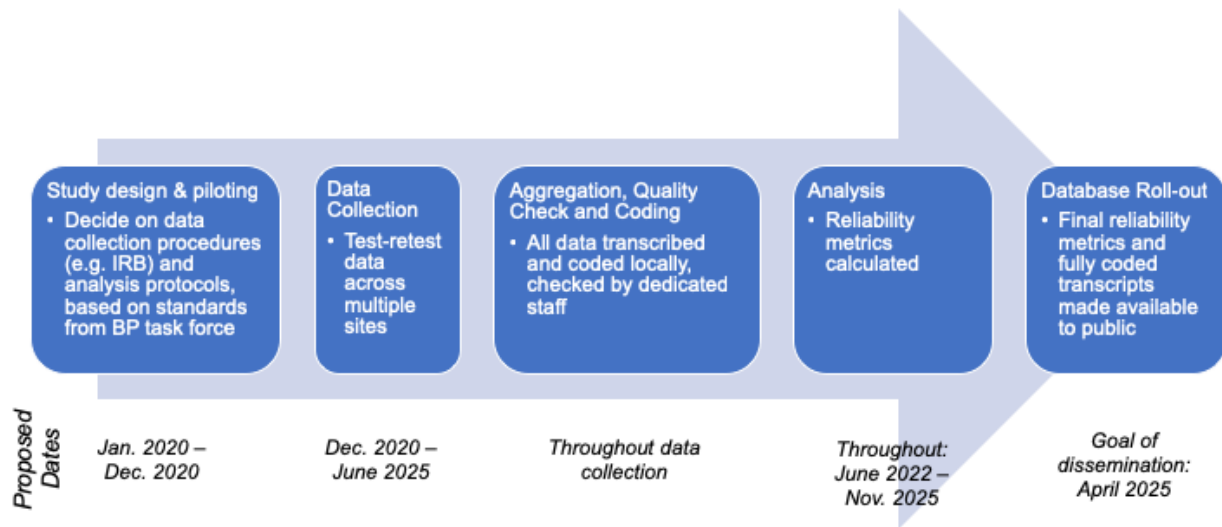 Study design & piloting
• Decide on data
collection procedures
(e.g. IRB) and
analysis protocols,
based on standards
from BP task force
Data
Collection
• Test-retest
data
across
multiple
sites
Aggregation, Quality
Check and Coding
• All data transcribed
and coded locally,
checked by dedicated
staff
Analysis
• Reliability
metrics
calculated
Database Roll-out
• Final reliability
metrics and
fully coded
transcripts
made available
to public
Proposed
Dates
Jan. 2020 –
Dec. 2020
Dec. 2020 –
June 2025
Throughout data
collection
Throughout:
June 2022 –
Nov. 2025
Goal of
dissemination:
April 2025